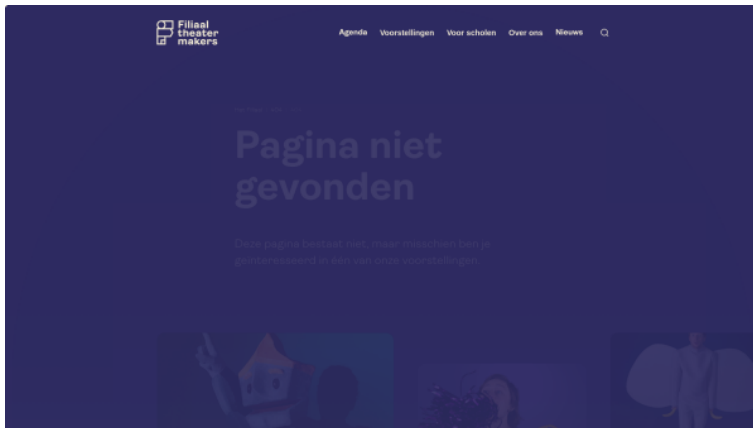 Filiaal
theater
makers
Agenda Voorstellingen Voor scholen Over ons Nieuws
Pagina niet
gevonden
Deze pagina bestaat niet, maar misschien ben je
geïnteresseerd in één van onze voorstellingen.